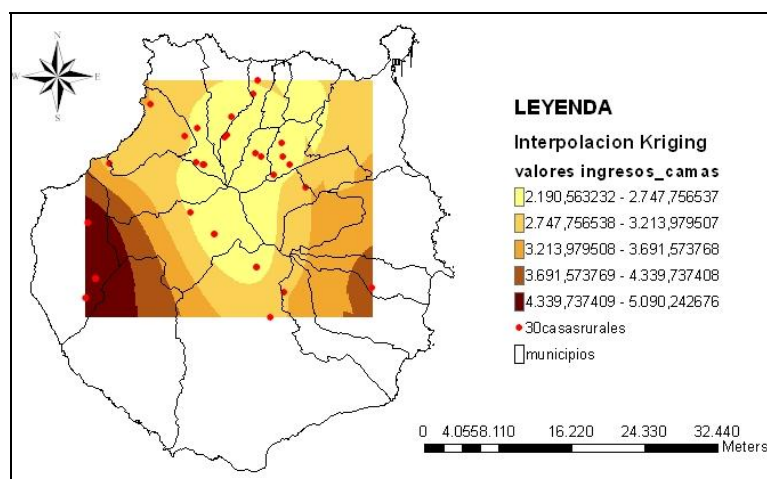 N
W
E
S
LEYENDA
Interpolacion Kriging
valores ingresos_camas
2.190,563232 - 2.747,756537
2.747,756538 - 3.213,979507
3.213,979508 - 3.691,573768
3.691,573769 - 4.339,737408
4.339,737409 - 5.090,242676
30casasrurales
municipios
0 4.0558.110 16.220 24.330 32.440
Meters